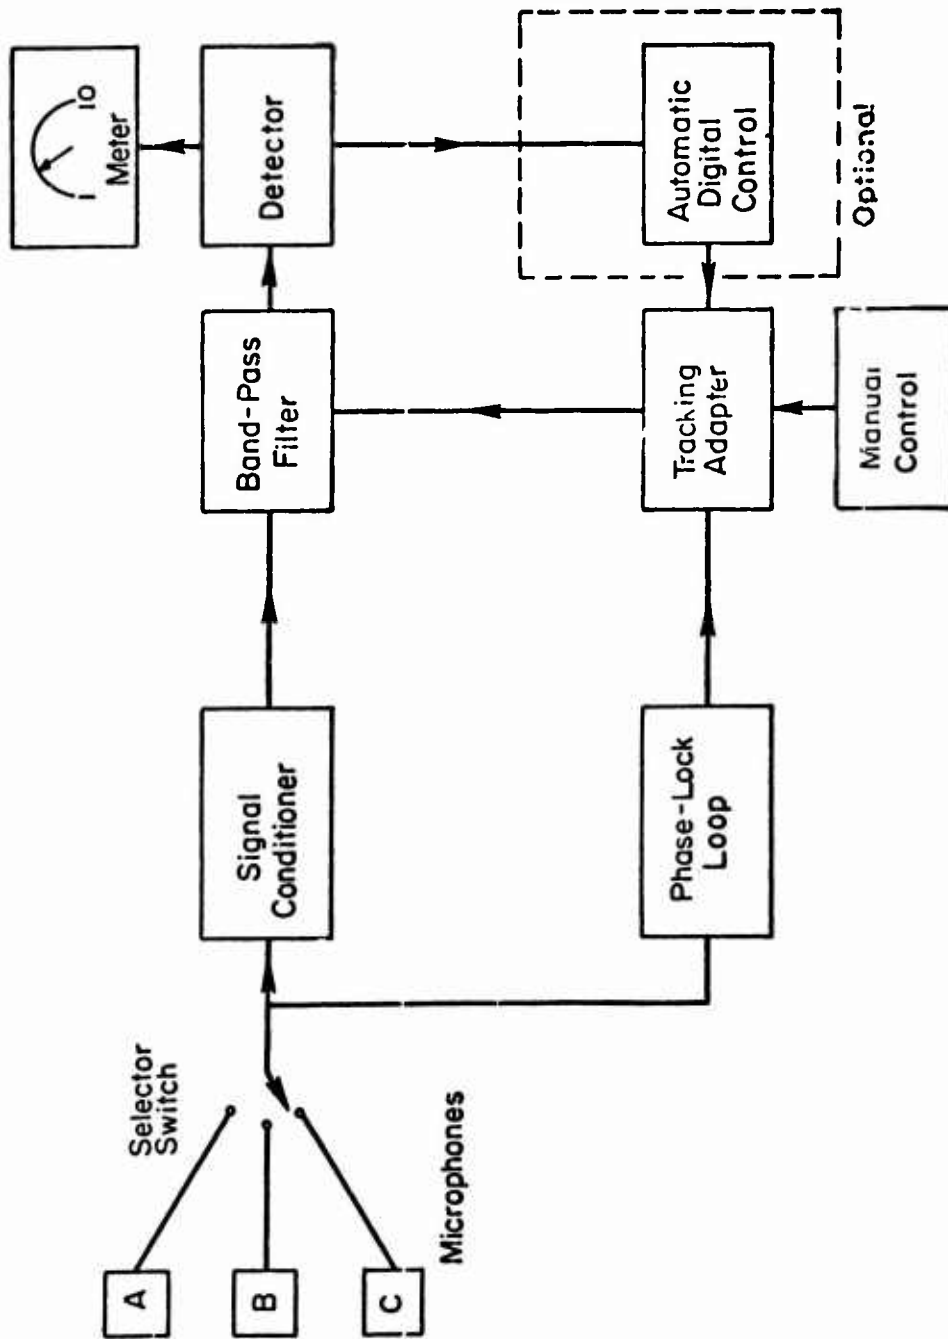 A
B
C
Microphones
Selector
Switch
Signal
Conditioner
Phase-Lock
Loop
Band-Pass
Filter
Tracking
Adapter
Manual
Control
Detector
1
10
Meter
Automatic
Digital
Control
Optional